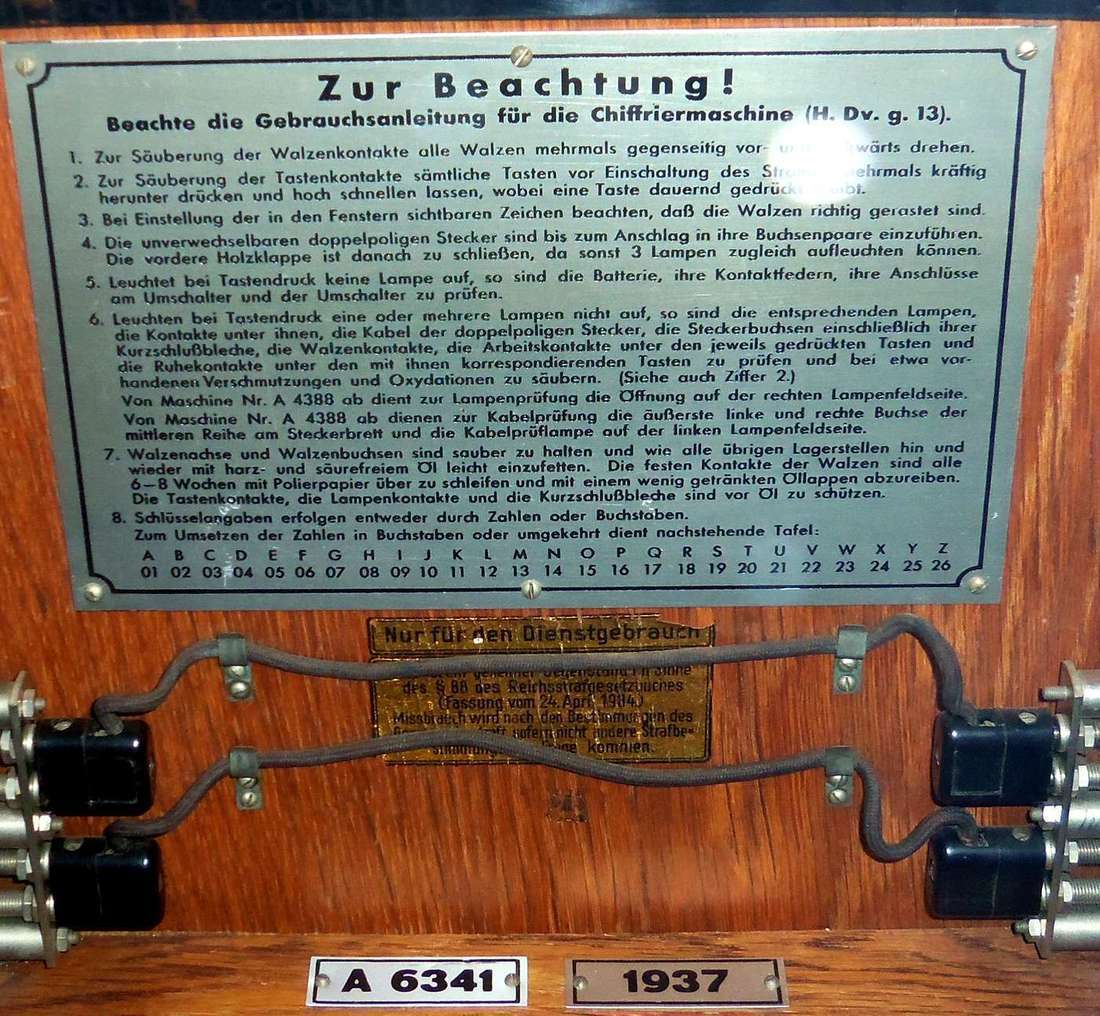 Zur Beachtung!
Beachte die Gebrauchsanleitung für die Chiffriermaschine (H. Dv. g. 13).
1. Zur Säuberung der Walzenkontakte alle Walzen mehrmals gegenseitig vor- wärts drehen.
2. Zur Säuberung der Tastenkontakte sämtliche Tasten vor Einschaltung des mehrmals kräftig
herunter drücken und hoch schnellen lassen, wobei eine Taste dauernd gedrückt
3. Bei Einstellung der in den Fenstern sichtbaren Zeichen beachten, daß die Walzen richtig gerastet sind.
4. Die unverwechselbaren doppelpoligen Stecker sind bis zum Anschlag in ihre Buchsenpaare einzuführen.
Die vordere Holzklappe ist danach zu schließen, da sonst 3 Lampen zugleich aufleuchten können.
5. Leuchtet bei Tastendruck keine Lampe auf, so sind die Batterie, ihre Kontaktfedern, ihre Anschlüsse
am Umschalter und der Umschalter zu prüfen.
6. Leuchten bei Tastendruck eine oder mehrere Lampen nicht auf, so sind die entsprechenden Lampen,
die Kontakte unter ihnen, die Kabel der doppelpoligen Stecker, die Steckerbuchsen einschließlich ihrer
Kurzschlußbleche, die Walzenkontakte, die Arbeitskontakte unter den jeweils gedrückten Tasten und
die Ruhekontakte unter den mit ihnen korrespondierenden Tasten zu prüfen und bei etwa vor-
handenen Verschmutzungen und Oxydationen zu säubern. (Siehe auch Ziffer 2.)
Von Maschine Nr. A 4388 ab dient zur Lampenprüfung die Öffnung auf der rechten Lampenfeldseite.
Von Maschine Nr. A 4388 ab dienen zur Kabelprüfung die äußerste linke und rechte Buchse der
mittleren Reihe am Steckerbrett und die Kabelprüflampe auf der linken Lampenfeldseite.
7. Walzenachse und Walzenbuchsen sind sauber zu halten und wie alle übrigen Lagerstellen hin und
wieder mit harz- und säurefreiem Öl leicht einzufetten. Die festen Kontakte der Walzen sind alle
6–8 Wochen mit Polierpapier über zu schleifen und mit einem wenig getränkten Öllappen abzureiben.
Die Tastenkontakte, die Lampenkontakte und die Kurzschlußbleche sind vor Öl zu schützen.
8. Schlüsselangaben erfolgen entweder durch Zahlen oder Buchstaben.
Zum Umsetzen der Zahlen in Buchstaben oder umgekehrt dient nachstehende Tafel:
A B C D E F G H I J K L M N O P Q R S T U V W X Y Z
01 02 03 04 05 06 07 08 09 10 11 12 13 14 15 16 17 18 19 20 21 22 23 24 25 26
Nur für den Dienstgebrauch
des § 88 des Reichsstrafgesetzbuches
(Fassung vom 24. April 1934.)
Missbrauch wird nach den Bestimmungen des
sofern nicht andere Strafbe-
kommen.
A 6341
1937